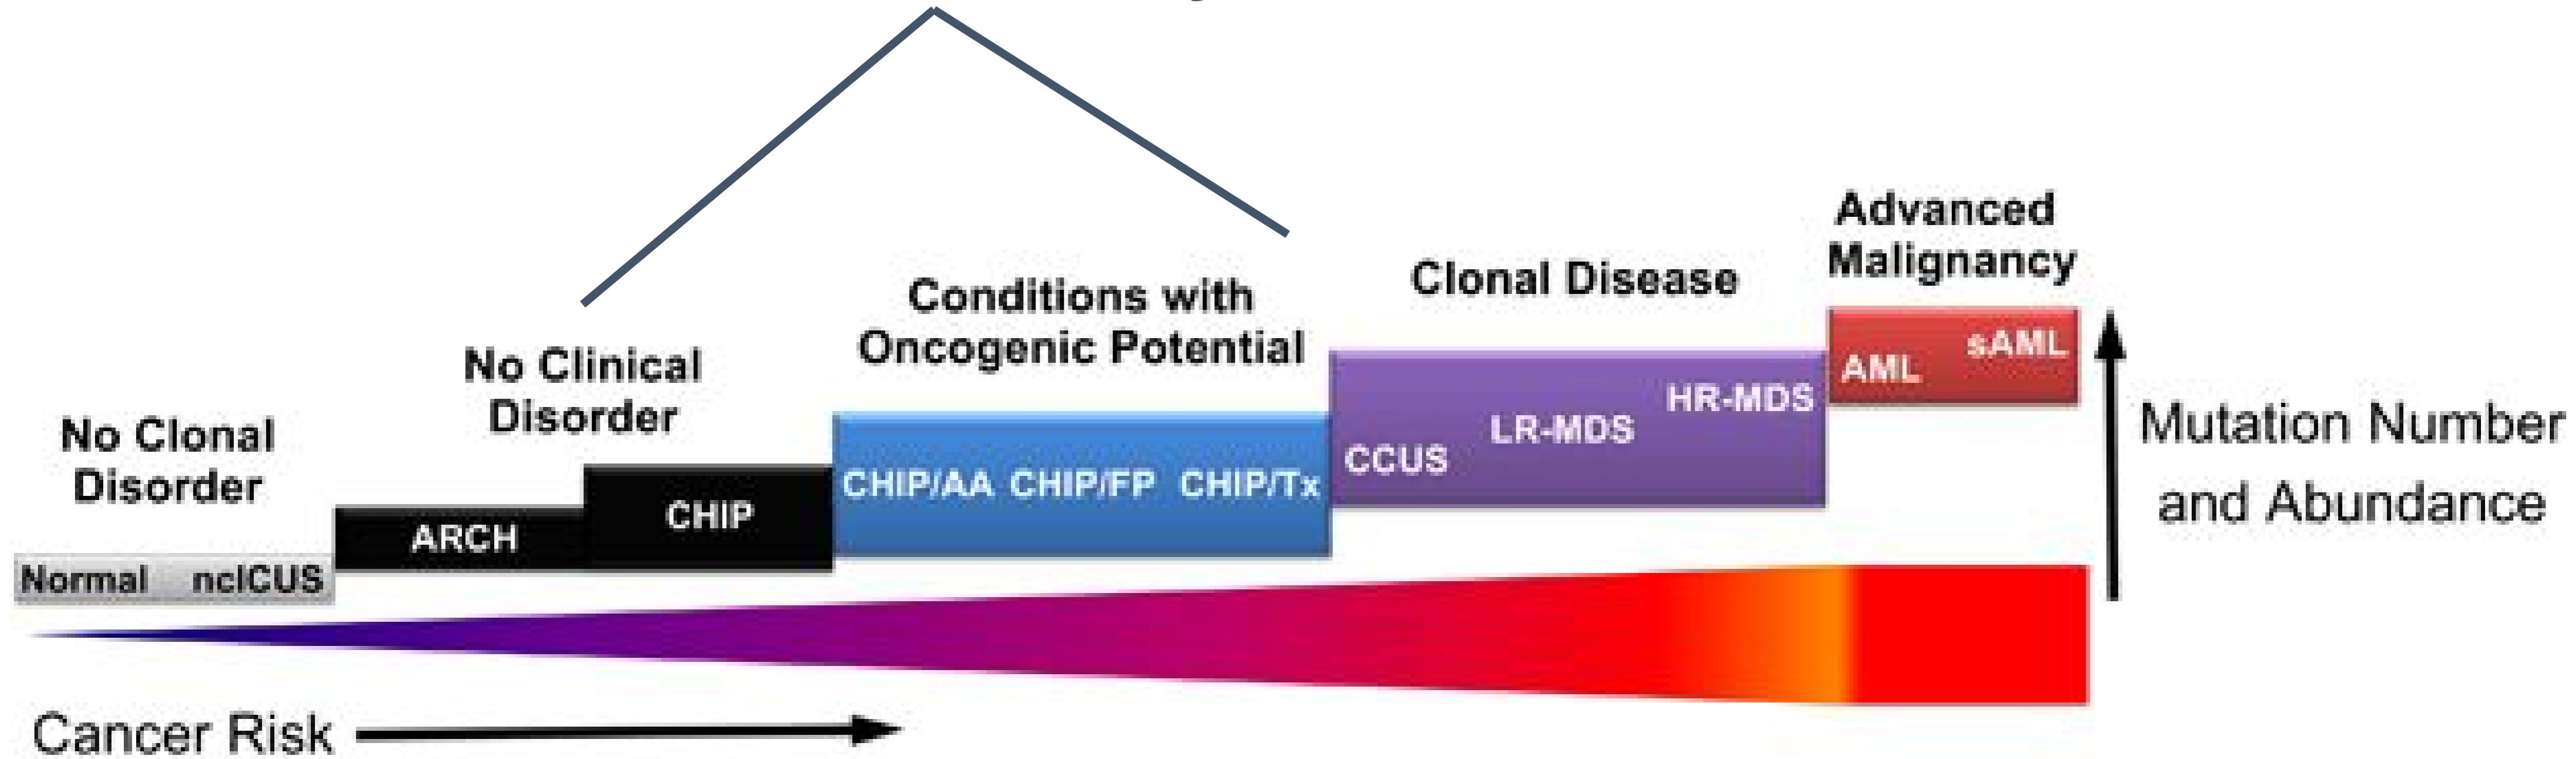 No Clonal
Disorder
No Clinical
Disorder
Conditions with
Oncogenic Potential
Clonal Disease
Advanced
Malignancy
Normal ncICUS
ARCH
CHIP
CHIP/AA CHIP/FP CHIP/Tx
CCUS
LR-MDS
HR-MDS
AML
sAML
Mutation Number
and Abundance
Cancer Risk